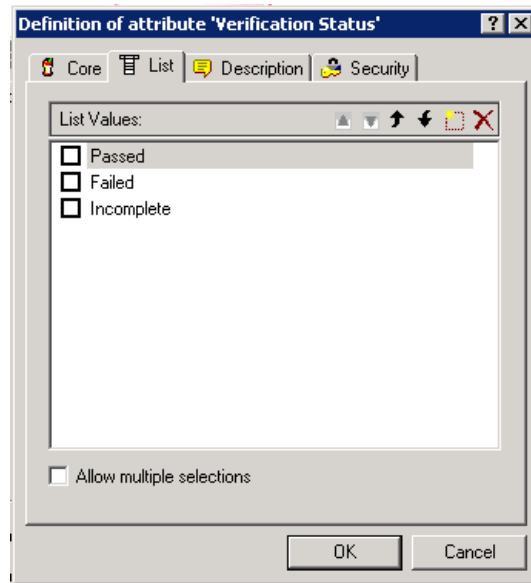 Definition of attribute 'Verification Status'
Core List Description Security
List Values:
Passed
Failed
Incomplete
Allow multiple selections
OK Cancel